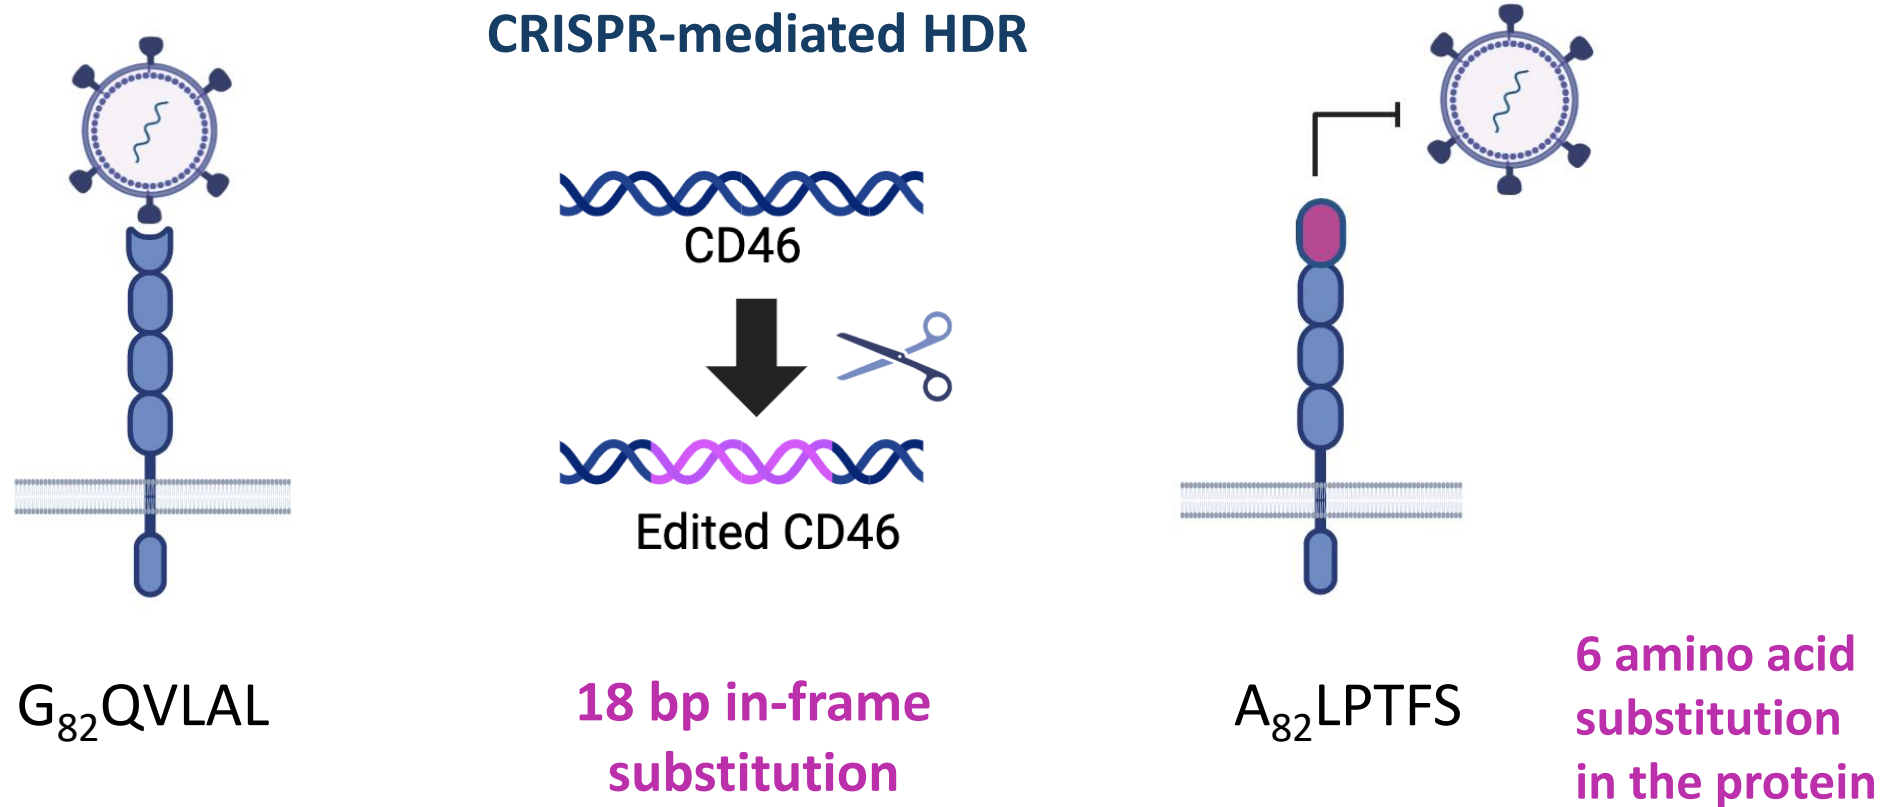 CRISPR-mediated HDR
CD46
Edited CD46
G₈₂QVLAL
18 bp in-frame
substitution
A₈₂LPTFS
6 amino acid
substitution
in the protein